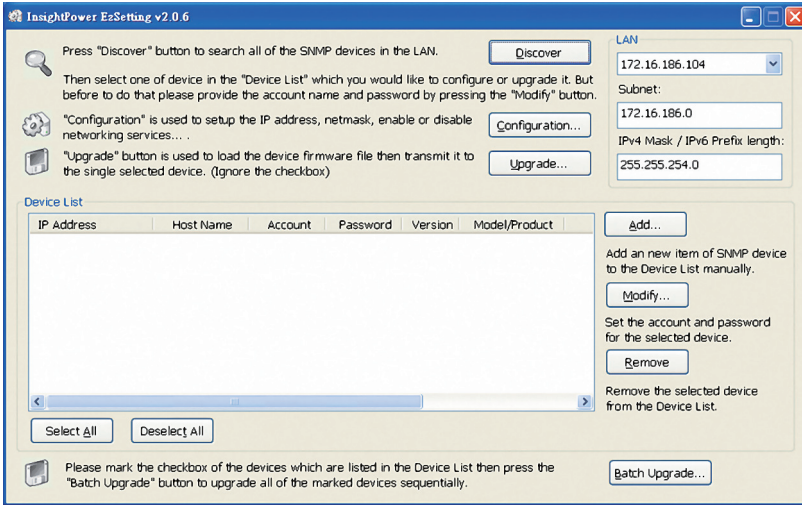 InsightPower EzSetting v2.0.6
Press "Discover" button to search all of the SNMP devices in the LAN.
Discover
Then select one of device in the "Device List" which you would like to configure or upgrade it. But
before to do that please provide the account name and password by pressing the "Modify" button.
"Configuration" is used to setup the IP address, netmask, enable or disable
networking services... .
Configuration...
"Upgrade" button is used to load the device firmware file then transmit it to
the single selected device. (Ignore the checkbox)
Upgrade...
LAN
172.16.186.104
Subnet:
172.16.186.0
IPv4 Mask / IPv6 Prefix length:
255.255.254.0
Device List
IP Address Host Name Account Password Version Model/Product
Add...
Add an new item of SNMP device
to the Device List manually.
Modify...
Set the account and password
for the selected device.
Remove
Remove the selected device
from the Device List.
Select All Deselect All
Please mark the checkbox of the devices which are listed in the Device List then press the
"Batch Upgrade" button to upgrade all of the marked devices sequentially.
Batch Upgrade...